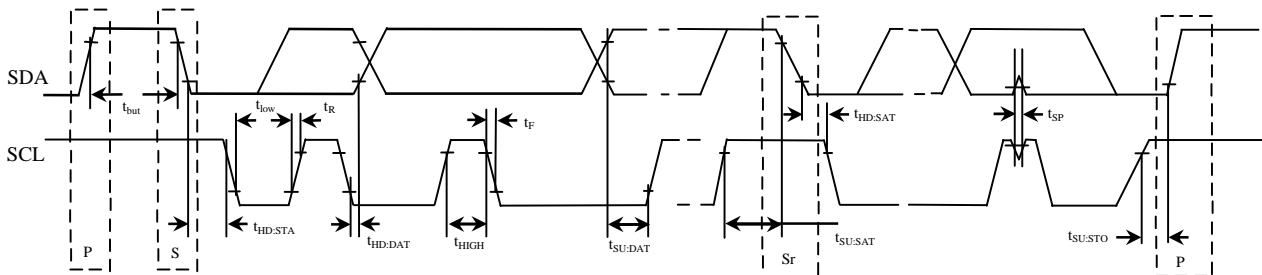 SDA
t_but
t_low
t_R
t_F
t_HD:SAT
t_SP
SCL
t_HD:STA
t_HD:DAT
t_HIGH
t_SU:DAT
t_SU:SAT
t_SU:STO
P
S
Sr
P